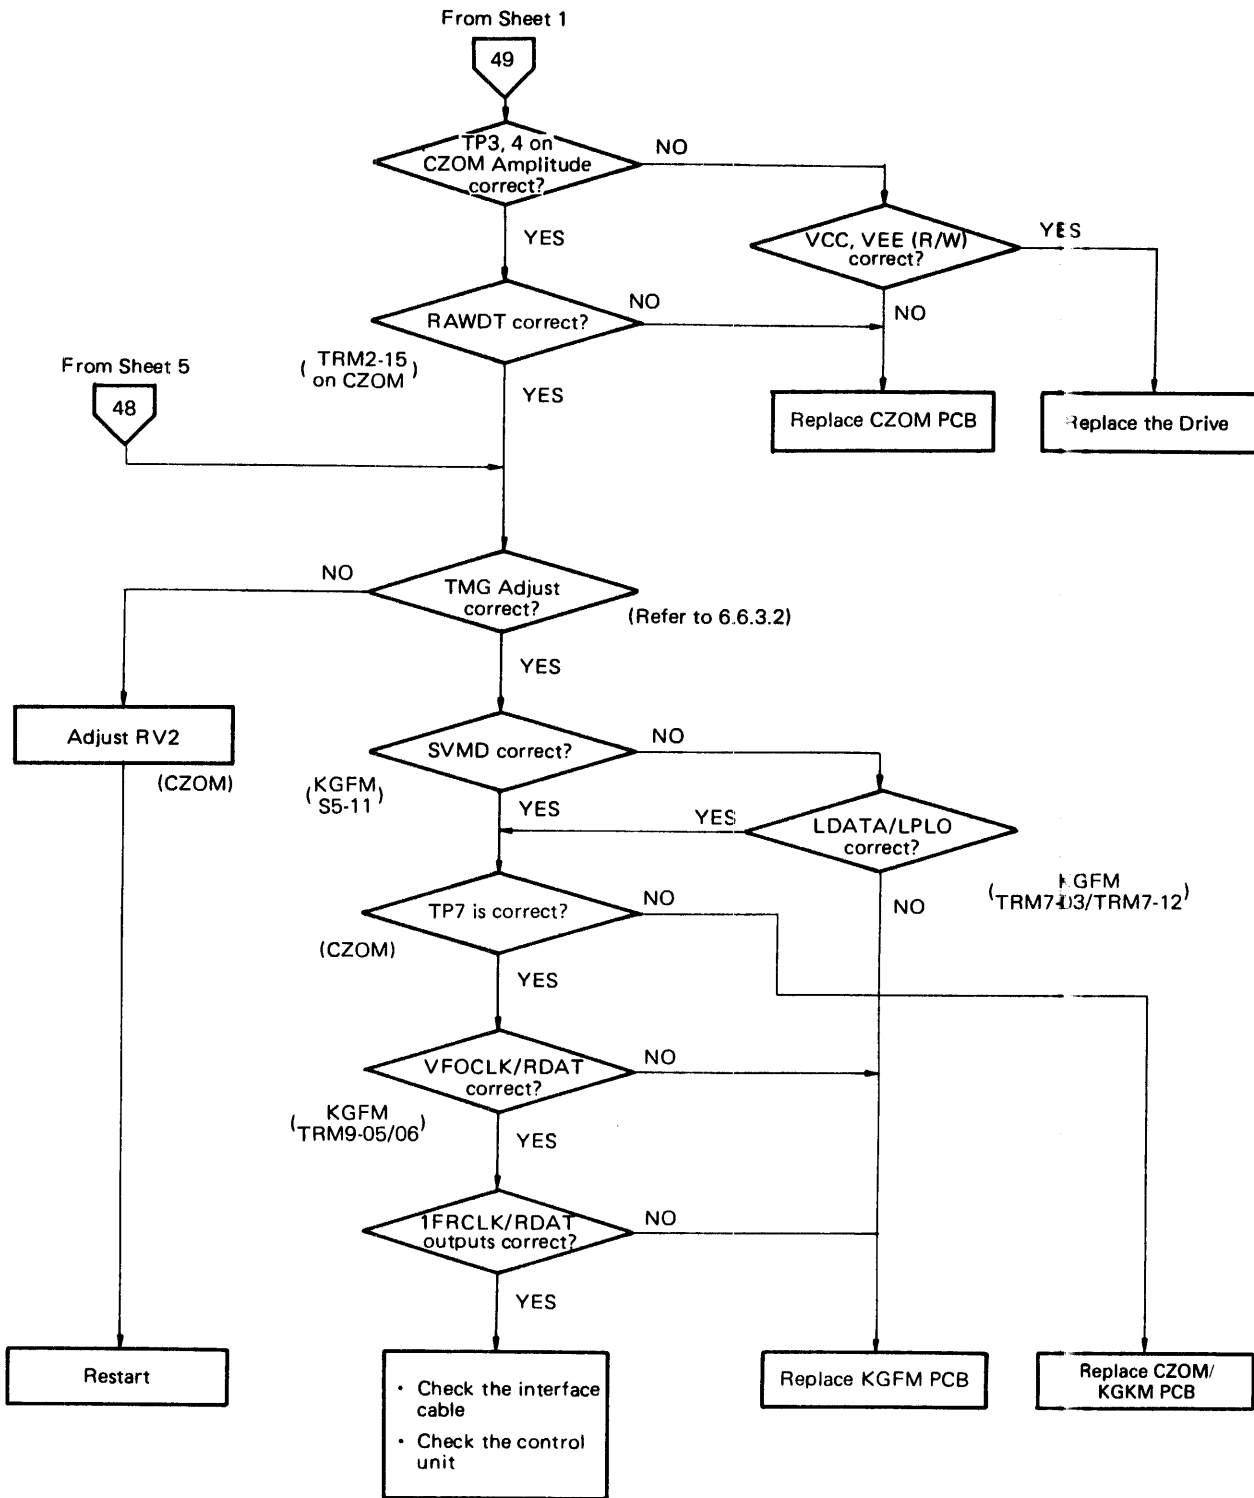 From Sheet 1
49
TP3, 4 on
CZOM Amplitude
correct?
NO
YES
VCC, VEE (R/W)
correct?
YES
NO
RAWDT correct?
NO
(TRM2-15
on CZOM)
YES
From Sheet 5
48
Replace CZOM PCB
Replace the Drive
NO
TMG Adjust
correct?
(Refer to 6.6.3.2)
YES
Adjust RV2
(CZOM)
SVMD correct?
NO
(KGFM
S5-11)
YES
YES
LDATA/LPLO
correct?
NO
(KGFM
TRM7-03/TRM7-12)
TP7 is correct?
NO
(CZOM)
YES
VFOCLK/RDAT
correct?
NO
(KGFM
TRM9-05/06)
YES
1FRCLK/RDAT
outputs correct?
NO
YES
Restart
· Check the interface
cable
· Check the control
unit
Replace KGFM PCB
Replace CZOM/
KGKM PCB